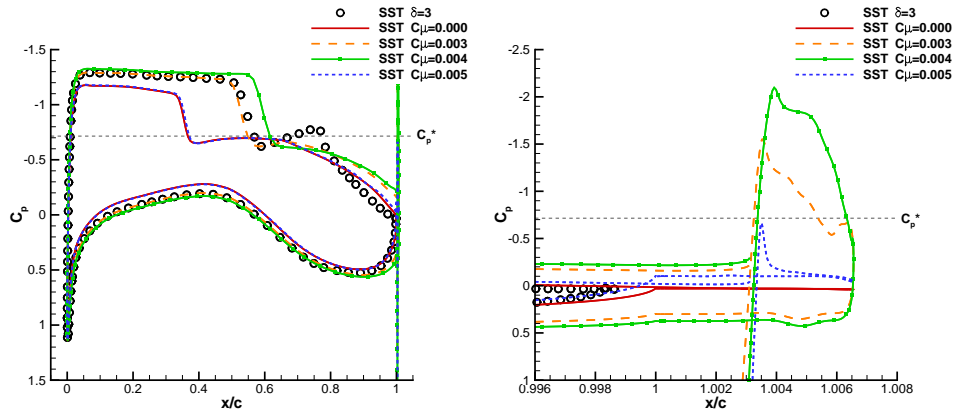 SST δ=3
SST Cμ=0.000
SST Cμ=0.003
SST Cμ=0.004
SST Cμ=0.005
-1.5
-1
-0.5
0
0.5
1
1.5
Cp
Cp*
0 0.2 0.4 0.6 0.8 1
x/c
SST δ=3
SST Cμ=0.000
SST Cμ=0.003
SST Cμ=0.004
SST Cμ=0.005
-2.5
-2
-1.5
-1
-0.5
0
0.5
1
Cp
Cp*
0.996 0.998 1 1.002 1.004 1.006 1.008
x/c